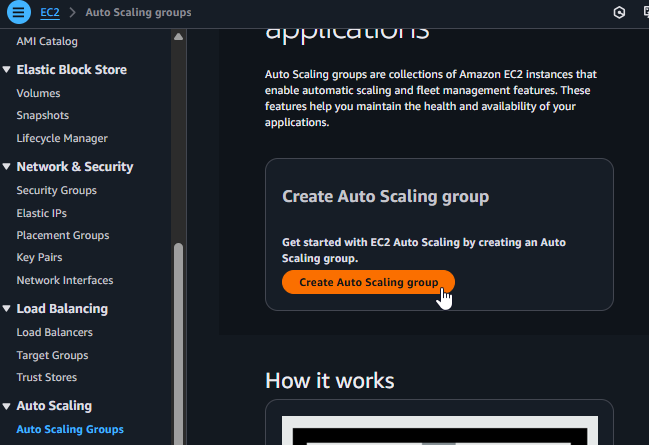 EC2 > Auto Scaling groups
AMI Catalog
Elastic Block Store
Volumes
Snapshots
Lifecycle Manager
Network & Security
Security Groups
Elastic IPs
Placement Groups
Key Pairs
Network Interfaces
Load Balancing
Load Balancers
Target Groups
Trust Stores
Auto Scaling
Auto Scaling Groups
applications
Auto Scaling groups are collections of Amazon EC2 instances that
enable automatic scaling and fleet management features. These
features help you maintain the health and availability of your
applications.
Create Auto Scaling group
Get started with EC2 Auto Scaling by creating an Auto
Scaling group.
Create Auto Scaling group
How it works